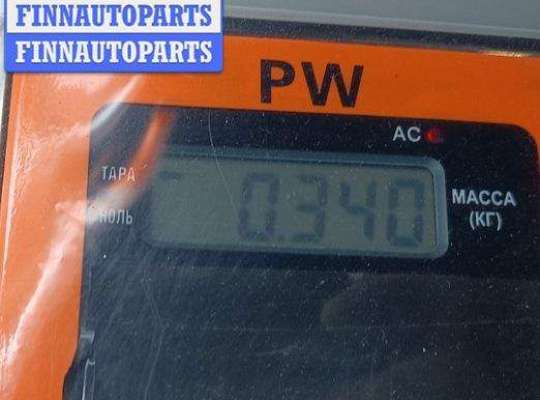 FINNAUTOPARTS
FINNAUTOPARTS
PW
AC
ТАРА
0.340
МАССА
НОЛЬ
(КГ)